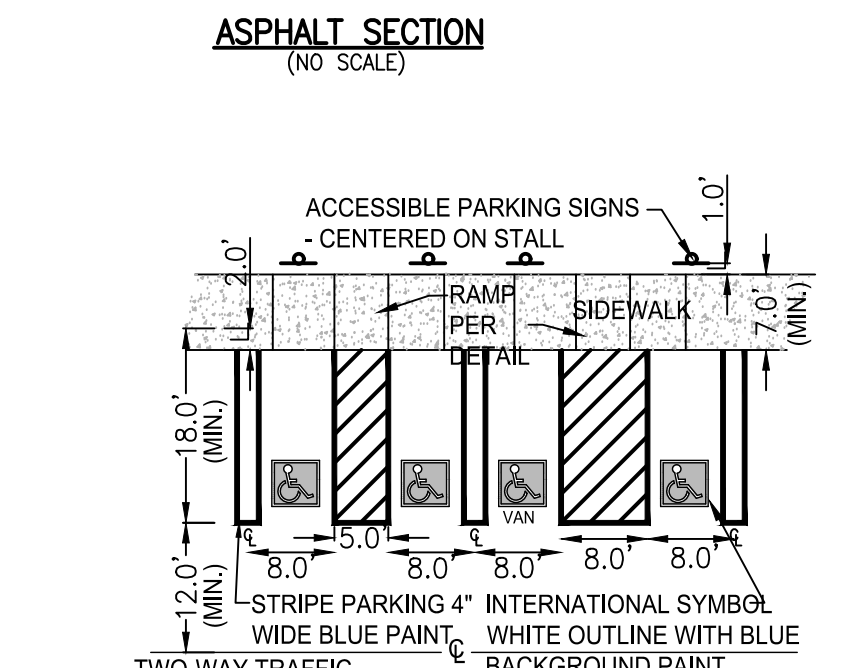 ASPHALT SECTION
(NO SCALE)
ACCESSIBLE PARKING SIGNS
- CENTERED ON STALL
1.0'
2.0'
RAMP
PER
DETAIL
SIDEWALK
7.0'
(MIN.)
18.0'
(MIN.)
VAN
℄
5.0'
℄
℄
8.0'
8.0'
8.0'
8.0'
8.0'
12.0'
(MIN.)
STRIPE PARKING 4"
WIDE BLUE PAINT
INTERNATIONAL SYMBOL
WHITE OUTLINE WITH BLUE
BACKGROUND PAINT
℄
TWO-WAY TRAFFIC